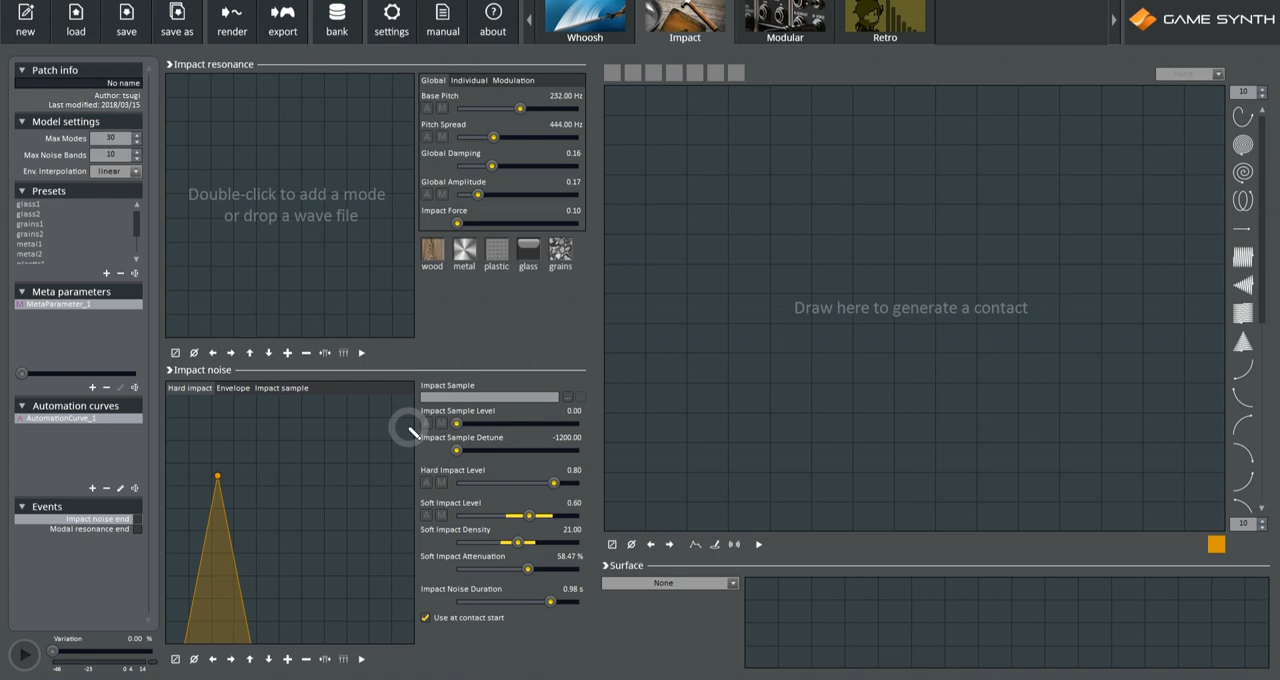 new load save save as render export bank settings manual about
Whoosh Impact Modular Retro
GAME SYNTH
Patch info
No name
Author: tsugi
Last modified: 2018/03/15
Model settings
Max Modes 30
Max Noise Bands 10
Env. Interpolation linear
Presets
glass1
glass2
grains1
grains2
metal1
metal2
Meta parameters
M MetaParameter_1
Automation curves
A AutomationCurve_1
Events
Impact noise end
Modal resonance end
Variation 0.00 %
-46 -23 0 4 14
Impact resonance
Double-click to add a mode
or drop a wave file
Global Individual Modulation
Base Pitch 232.00 Hz
A M
Pitch Spread 444.00 Hz
A M
Global Damping 0.16
Global Amplitude 0.17
A M
Impact Force 0.10
wood metal plastic glass grains
Impact noise
Hard impact Envelope Impact sample
Impact Sample
...
Impact Sample Level 0.00
A M
Impact Sample Detune -1200.00
Hard Impact Level 0.80
A M
Soft Impact Level 0.60
A M
Soft Impact Density 21.00
Soft Impact Attenuation 58.47 %
Impact Noise Duration 0.98 s
Use at contact start
None
10
Draw here to generate a contact
10
Surface
None